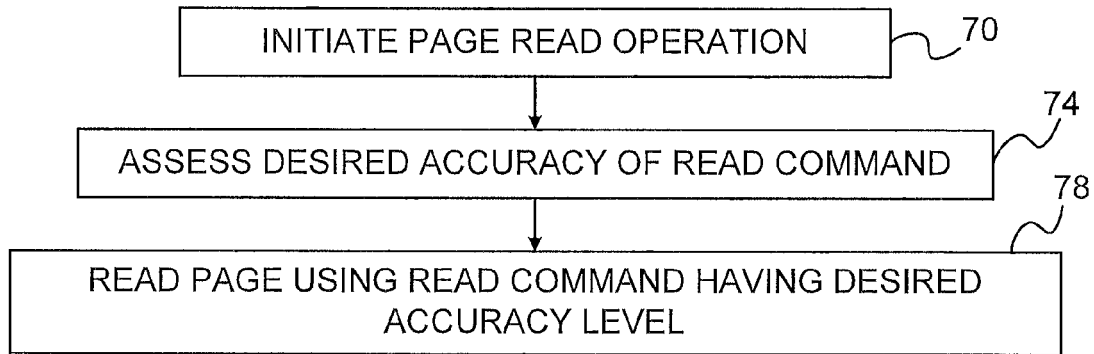 INITIATE PAGE READ OPERATION
70
74
ASSESS DESIRED ACCURACY OF READ COMMAND
78
READ PAGE USING READ COMMAND HAVING DESIRED
ACCURACY LEVEL